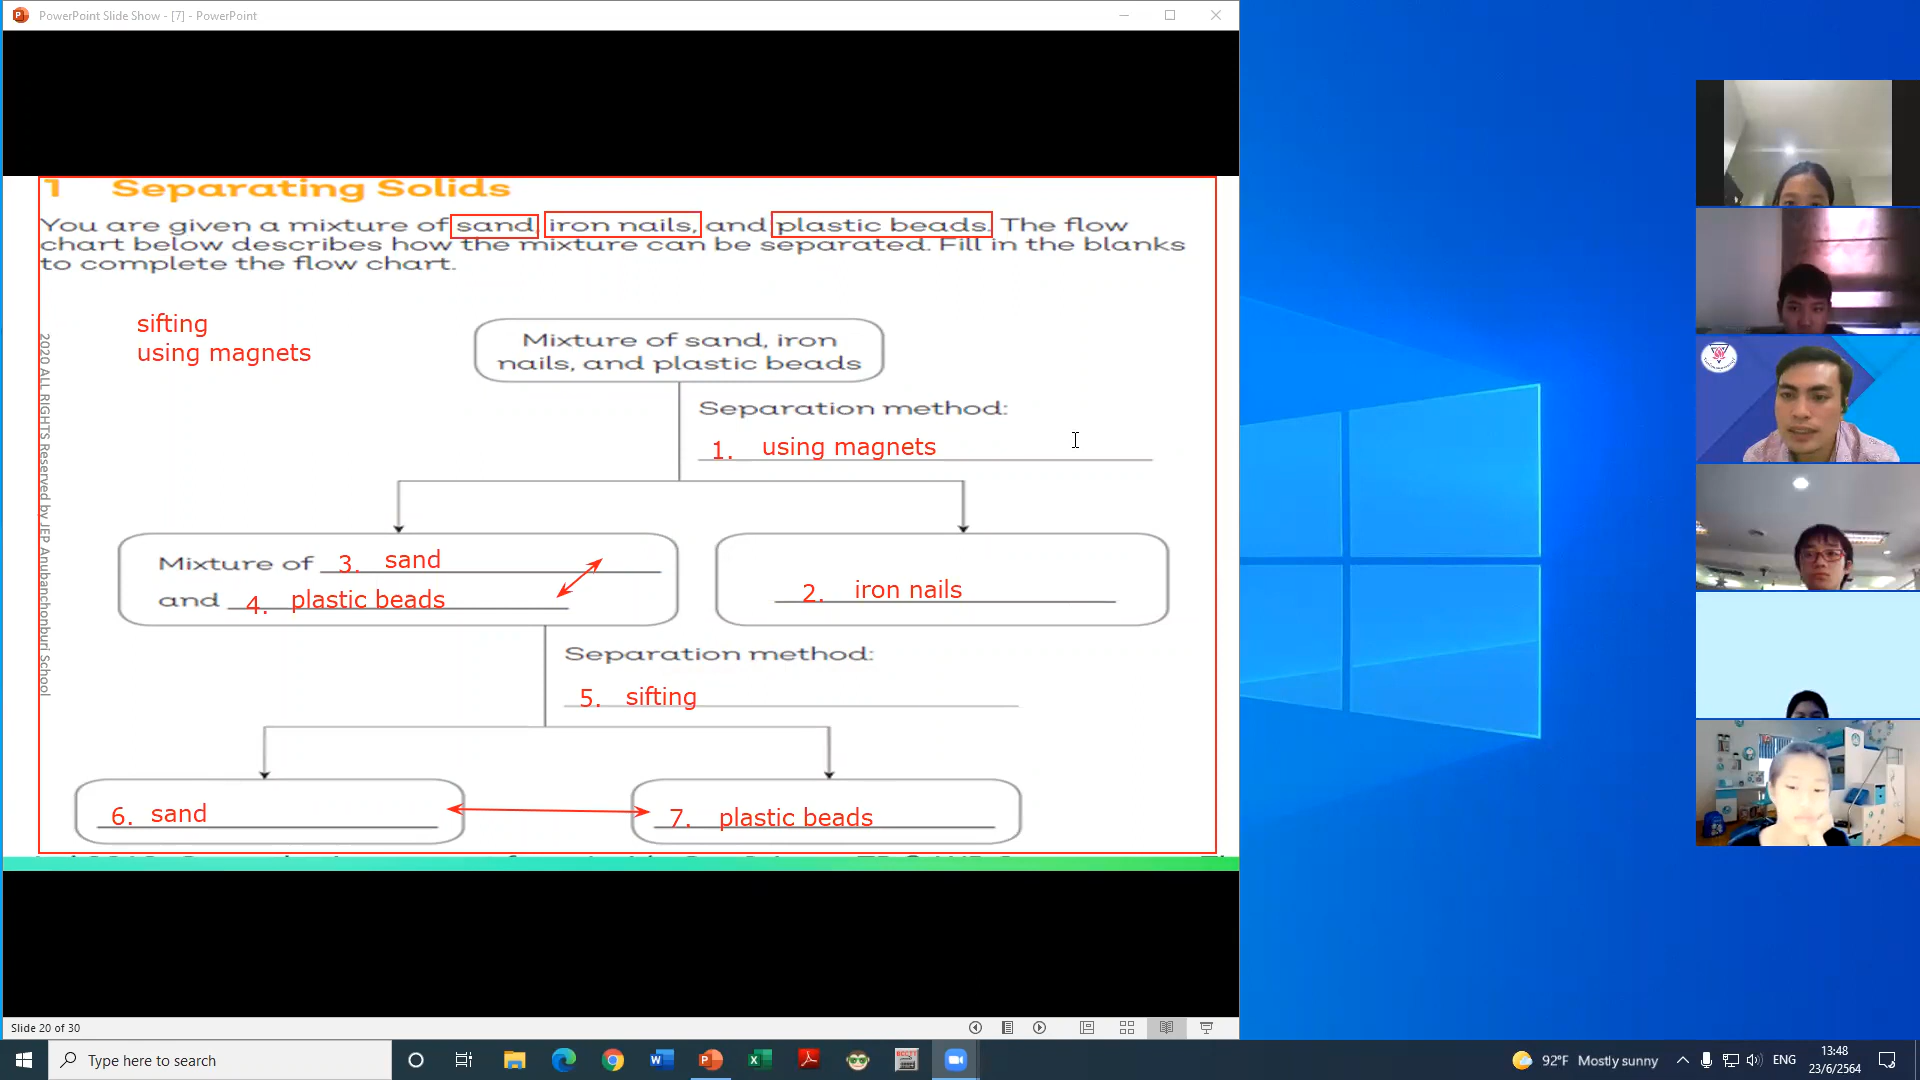 PowerPoint Slide Show - [7] - PowerPoint
1 Separating Solids
You are given a mixture of sand, iron nails, and plastic beads. The flow
chart below describes how the mixture can be separated. Fill in the blanks
to complete the flow chart.
sifting
using magnets
Mixture of sand, iron
nails, and plastic beads
Separation method:
1. using magnets
Mixture of 3. sand
and 4. plastic beads
2. iron nails
Separation method:
5. sifting
6. sand
7. plastic beads
2020 ALL RIGHTS Reserved by JEP Anubanchonburi School
Slide 20 of 30
Type here to search
92°F Mostly sunny
ENG
13:48
23/6/2564